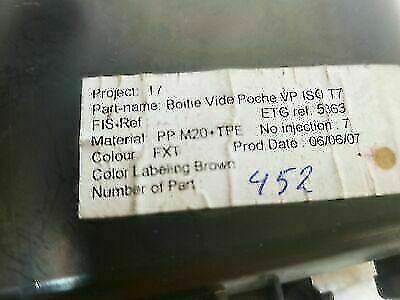 Project: 17
Part-name: Boitie Vide Poche VP ISO T7
FIS-Ref : ETG ref. 5363
Material: PP M20+TPE No injection : 7
Colour FXT Prod.Date : 06/06/07
Color Labeling Brown
Number of Part 452